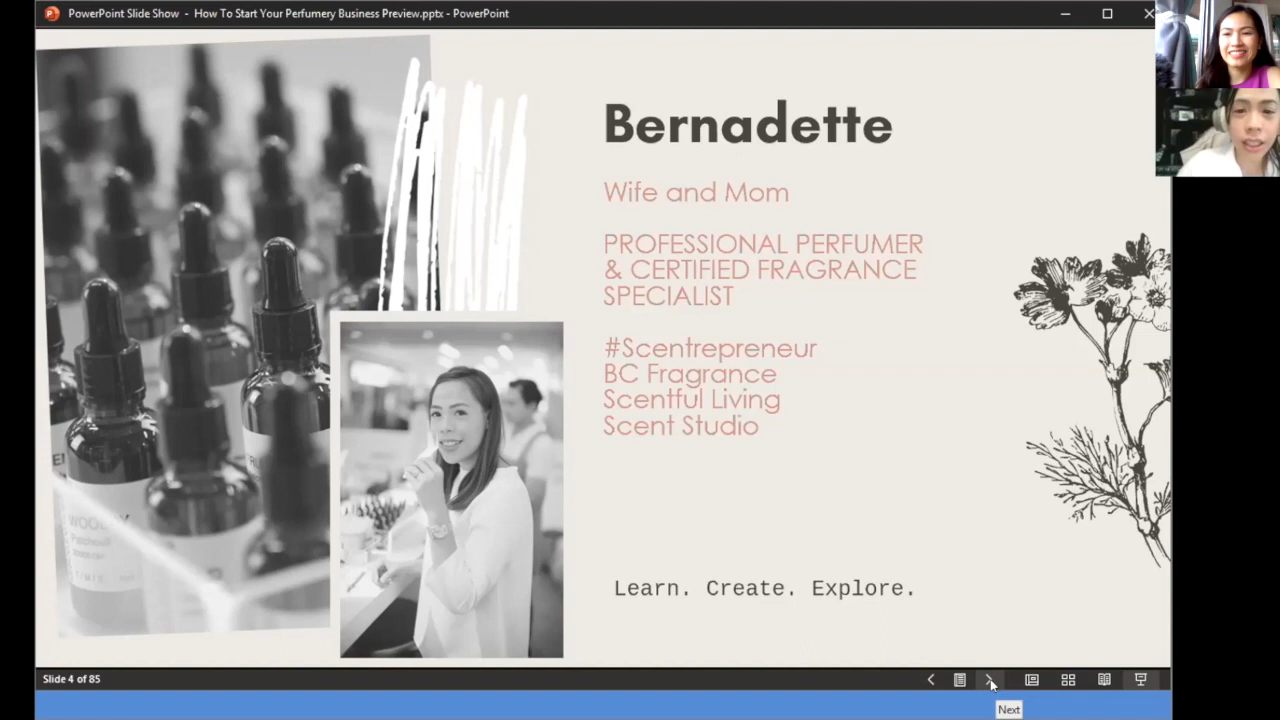 PowerPoint Slide Show - How To Start Your Perfumery Business Preview.pptx - PowerPoint
Bernadette
Wife and Mom
PROFESSIONAL PERFUMER
& CERTIFIED FRAGRANCE
SPECIALIST
#Scentrepreneur
BC Fragrance
Scentful Living
Scent Studio
Learn. Create. Explore.
Slide 4 of 85
Next